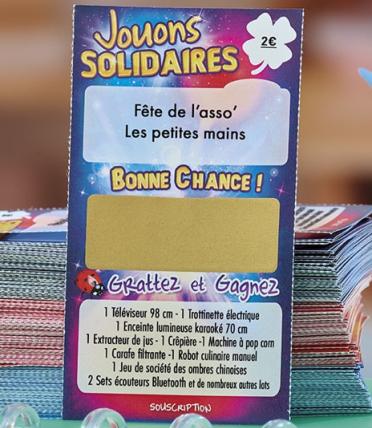 Jouons
SOLIDAIRES
2€
Fête de l'asso'
Les petites mains
BONNE CHANCE !
Grattez et Gagnez
1 Téléviseur 98 cm - 1 Trottinette électrique
1 Enceinte lumineuse karaoké 70 cm
1 Extracteur de jus - 1 Crêpière -1 Machine à pop corn
1 Carafe filtrante -1 Robot culinaire manuel
1 Jeu de société des ombres chinoises
2 Sets écouteurs Bluetooth et de nombreux autres lots
SOUSCRIPTION